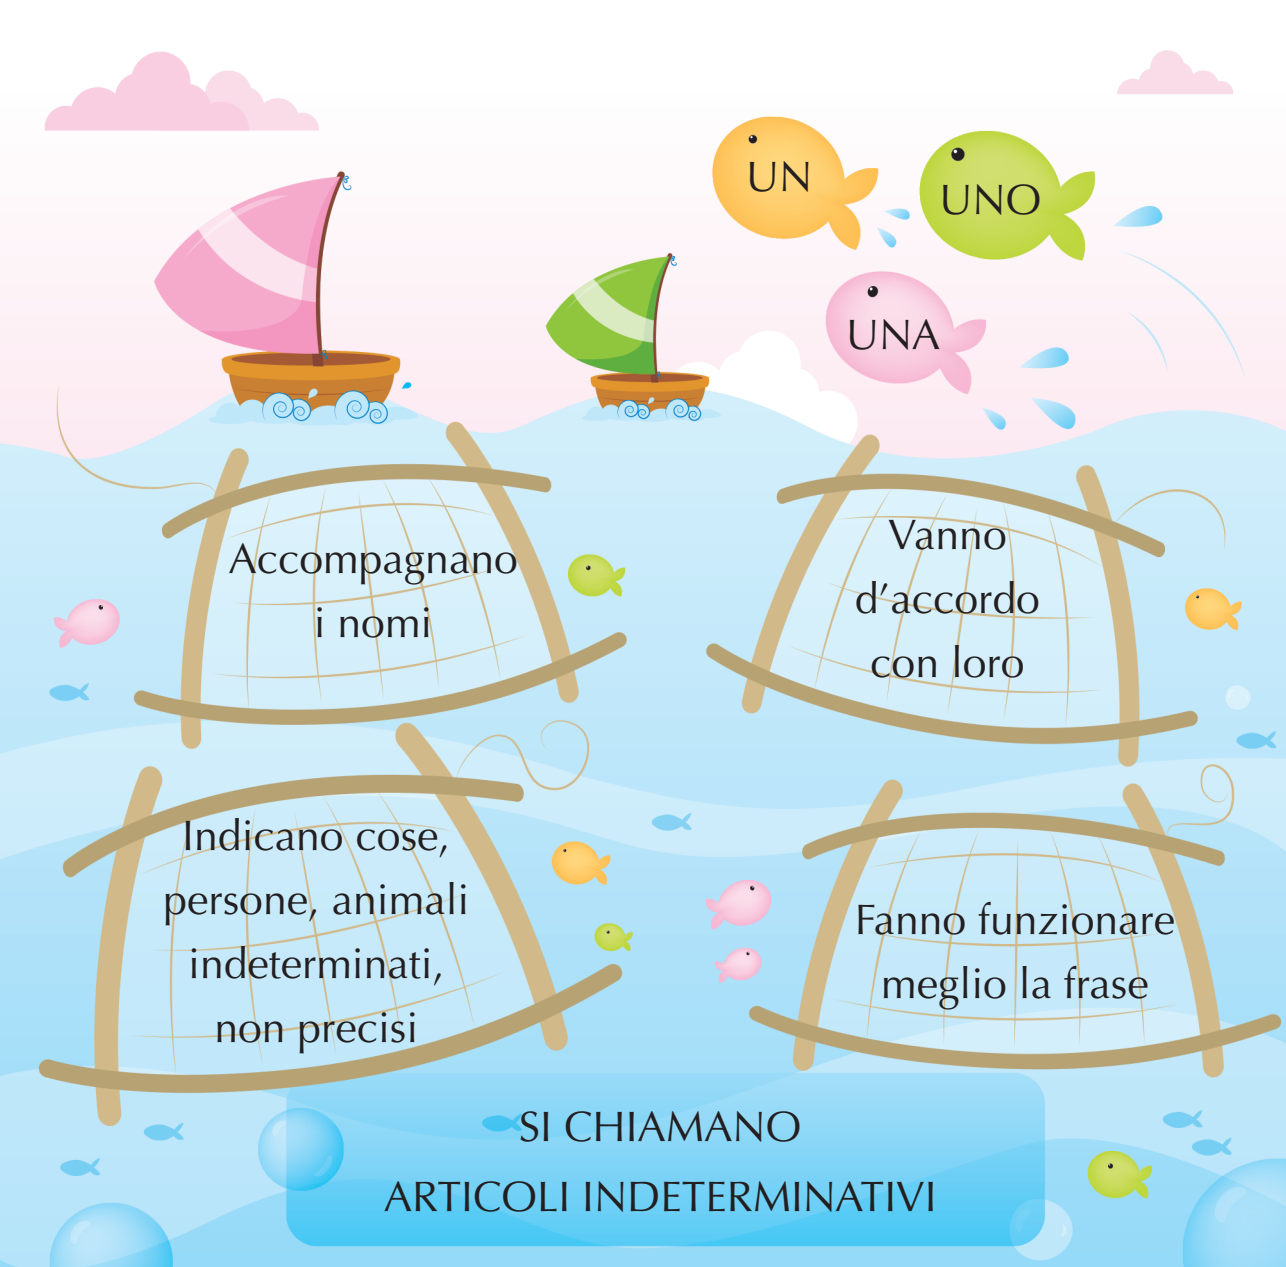 UN
UNO
UNA
Accompagnano
i nomi
Vanno
d’accordo
con loro
Indicano cose,
persone, animali
indeterminati,
non precisi
Fanno funzionare
meglio la frase
SI CHIAMANO
ARTICOLI INDETERMINATIVI